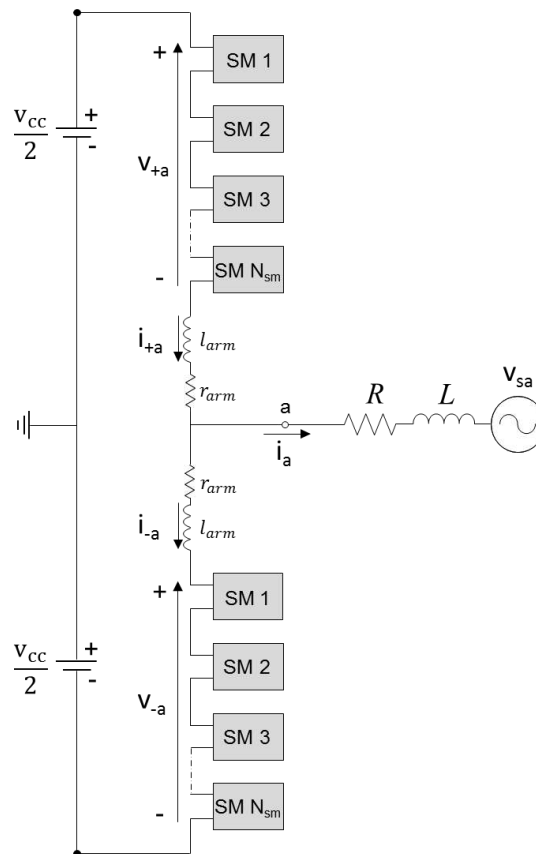 +
SM 1
v_cc/2
+
-
SM 2
v_+a
SM 3
-
SM N_sm
i_+a
l_arm
r_arm
v_sa
R
L
a
i_a
r_arm
i_-a
l_arm
+
SM 1
v_cc/2
+
-
SM 2
v_-a
SM 3
-
SM N_sm